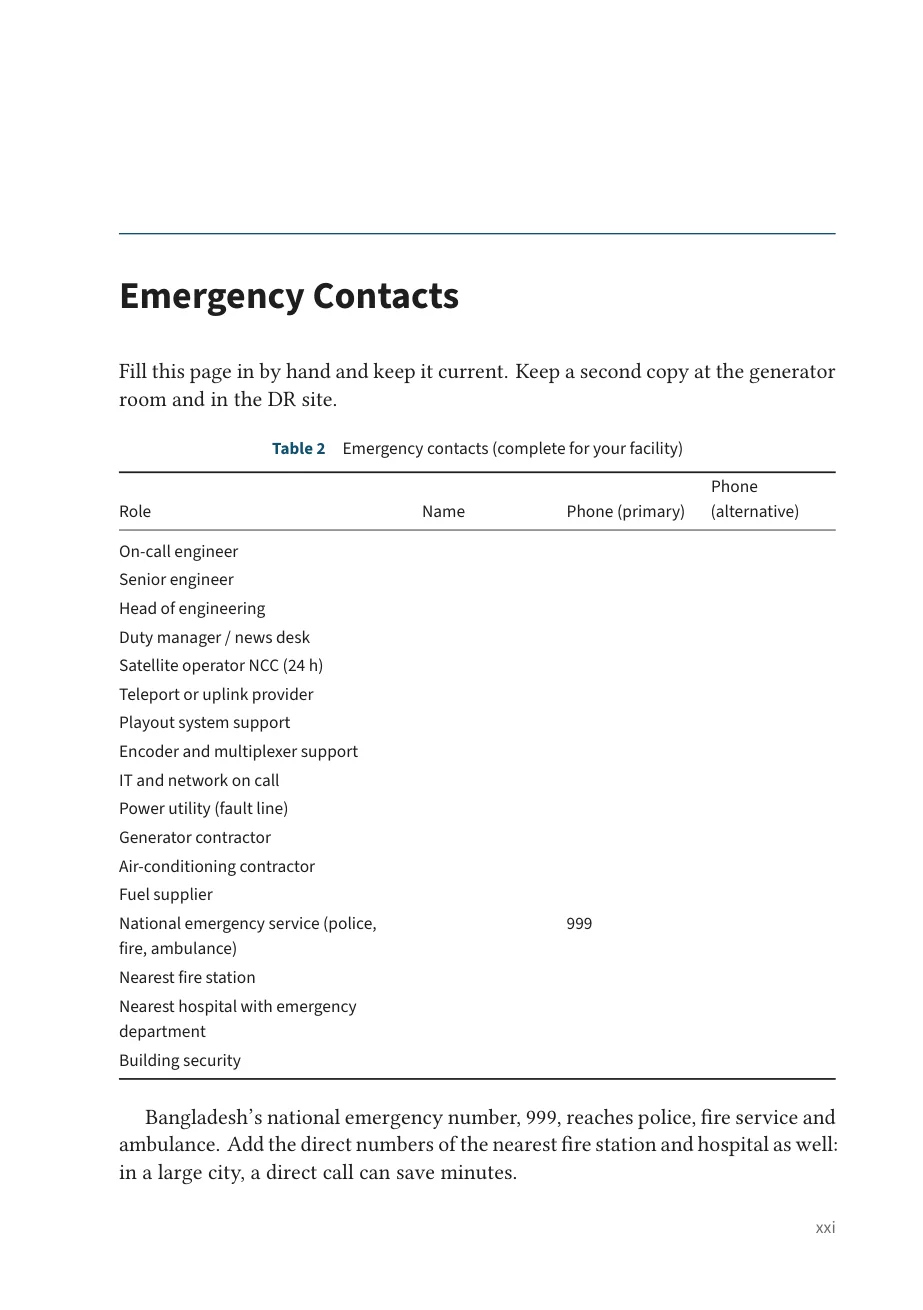 Emergency Contacts
Fill this page in by hand and keep it current. Keep a second copy at the generator
room and in the DR site.
Table 2 Emergency contacts (complete for your facility)
Role Name Phone (primary) Phone (alternative)
On-call engineer
Senior engineer
Head of engineering
Duty manager / news desk
Satellite operator NCC (24 h)
Teleport or uplink provider
Playout system support
Encoder and multiplexer support
IT and network on call
Power utility (fault line)
Generator contractor
Air-conditioning contractor
Fuel supplier
National emergency service (police, 999
fire, ambulance)
Nearest fire station
Nearest hospital with emergency
department
Building security
Bangladesh’s national emergency number, 999, reaches police, fire service and
ambulance. Add the direct numbers of the nearest fire station and hospital as well:
in a large city, a direct call can save minutes.
xxi